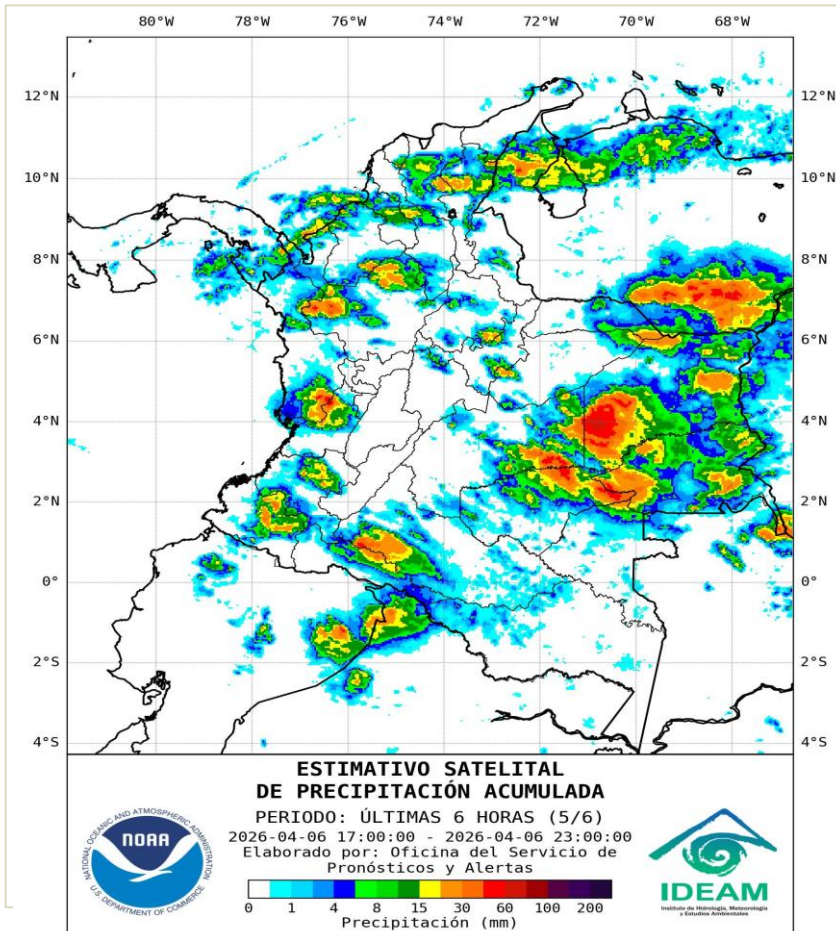 80°W 78°W 76°W 74°W 72°W 70°W 68°W
12°N 12°N
10°N 10°N
8°N 8°N
6°N 6°N
4°N 4°N
2°N 2°N
0° 0°
2°S 2°S
4°S 4°S
ESTIMATIVO SATELITAL
DE PRECIPITACIÓN ACUMULADA
PERIODO: ÚLTIMAS 6 HORAS (5/6)
2026-04-06 17:00:00 - 2026-04-06 23:00:00
Elaborado por: Oficina del Servicio de
Pronósticos y Alertas
0 1 4 8 15 30 60 100 200
Precipitación (mm)
NATIONAL OCEANIC AND ATMOSPHERIC ADMINISTRATION
NOAA
U.S. DEPARTMENT OF COMMERCE
IDEAM
Instituto de Hidrología, Meteorología
y Estudios Ambientales